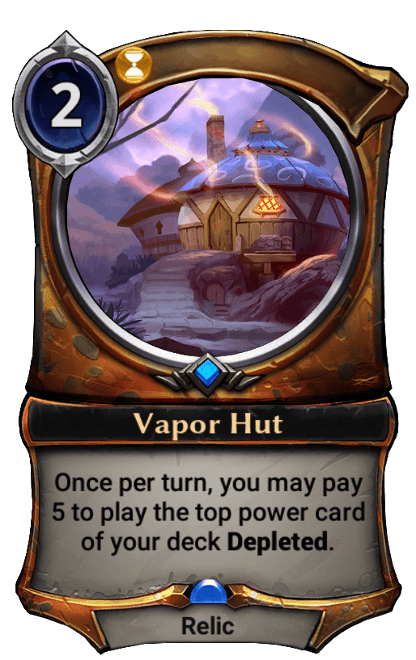 2
Vapor Hut
Once per turn, you may pay
5 to play the top power card
of your deck Depleted.
Relic